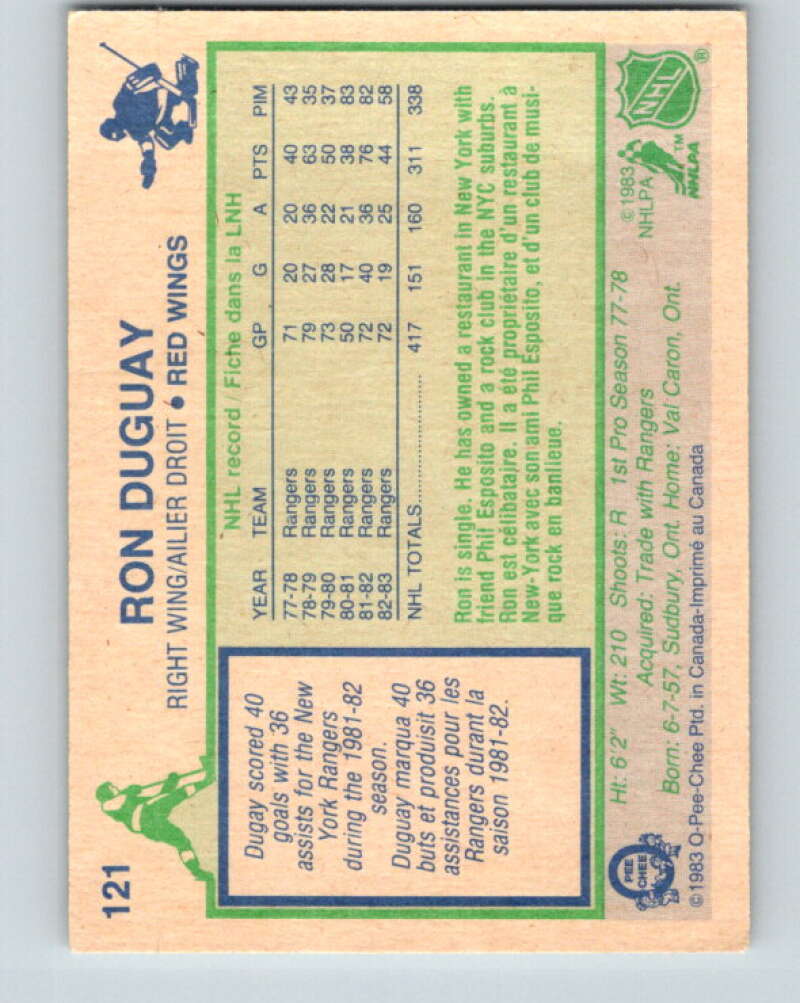 121
RON DUGUAY
RIGHT WING/AILIER DROIT • RED WINGS
Dugay scored 40
goals with 36
assists for the New
York Rangers
during the 1981-82
season.
Duguay marqua 40
buts et produisit 36
assistances pour les
Rangers durant la
saison 1981-82.
NHL record / Fiche dans la LNH
YEAR TEAM GP G A PTS PIM
77-78 Rangers 71 20 20 40 43
78-79 Rangers 79 27 36 63 35
79-80 Rangers 73 28 22 50 37
80-81 Rangers 50 17 21 38 83
81-82 Rangers 72 40 36 76 82
82-83 Rangers 72 19 25 44 58
NHL TOTALS.................... 417 151 160 311 338
Ron is single. He has owned a restaurant in New York with
friend Phil Esposito and a rock club in the NYC suburbs.
Ron est célibataire. Il a été propriétaire d'un restaurant à
New-York avec son ami Phil Esposito, et d'un club de musi-
que rock en banlieue.
Ht: 6'2" Wt: 210 Shoots: R 1st Pro Season 77-78
Acquired: Trade with Rangers
Born: 6-7-57, Sudbury, Ont. Home: Val Caron, Ont.
©1983 O-Pee-Chee Ptd. in Canada-Imprimé au Canada
O
PEE
CHEE
©1983
NHLPA
NHLPA
TM
NHL
®